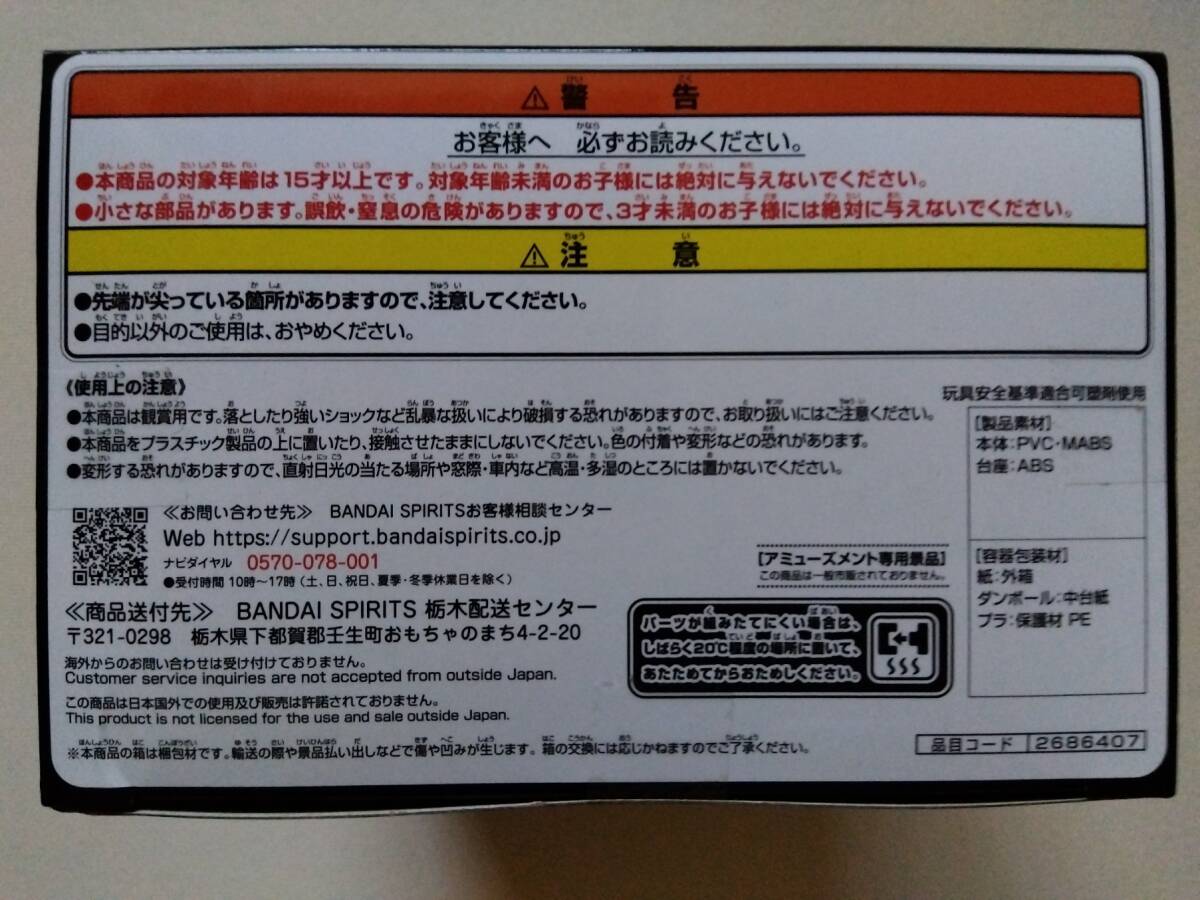 ⚠警告
お客様へ 必ずお読みください。
●本商品の対象年齢は15才以上です。対象年齢未満のお子様には絶対に与えないでください。
●小さな部品があります。誤飲・窒息の危険がありますので、3才未満のお子様には絶対に与えないでください。
⚠注意
●先端が尖っている箇所がありますので、注意してください。
●目的以外のご使用は、おやめください。
《使用上の注意》
●本商品は観賞用です。落としたり強いショックなど乱暴な扱いにより破損する恐れがありますので、お取り扱いにはご注意ください。
●本商品をプラスチック製品の上に置いたり、接触させたままにしないでください。色の付着や変形などの恐れがあります。
●変形する恐れがありますので、直射日光の当たる場所や窓際・車内など高温・多湿のところには置かないでください。
玩具安全基準適合可塑剤使用
[製品素材]
本体:PVC・MABS
台座:ABS
[容器包装材]
紙:外箱
ダンボール:中台紙
プラ:保護材 PE
≪お問い合わせ先≫ BANDAI SPIRITSお客様相談センター
Web https://support.bandaispirits.co.jp
ナビダイヤル 0570-078-001
●受付時間 10時〜17時(土、日、祝日、夏季・冬季休業日を除く)
[アミューズメント専用景品]
この商品は一般市販されておりません。
≪商品送付先≫ BANDAI SPIRITS 栃木配送センター
〒321-0298 栃木県下都賀郡壬生町おもちゃのまち4-2-20
パーツが組みたてにくい場合は、
しばらく20℃程度の場所に置いて、
あたためてからおためしください。
海外からのお問い合わせは受け付けておりません。
Customer service inquiries are not accepted from outside Japan.
この商品は日本国外での使用及び販売は許諾されておりません。
This product is not licensed for the use and sale outside Japan.
※本商品の箱は梱包材です。輸送の際や景品払い出しなどで傷や凹みが生じます。箱の交換には応じかねますのでご了承ください。
品目コード 2686407